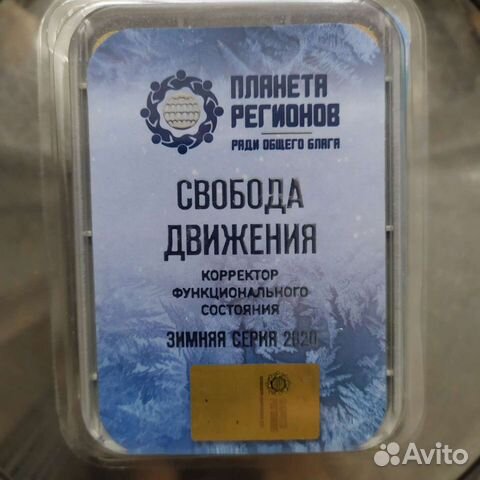 ПЛАНЕТА
РЕГИОНОВ
РАДИ ОБЩЕГО БЛАГА
СВОБОДА
ДВИЖЕНИЯ
КОРРЕКТОР
ФУНКЦИОНАЛЬНОГО
СОСТОЯНИЯ
ЗИМНЯЯ СЕРИЯ 2020
Avito